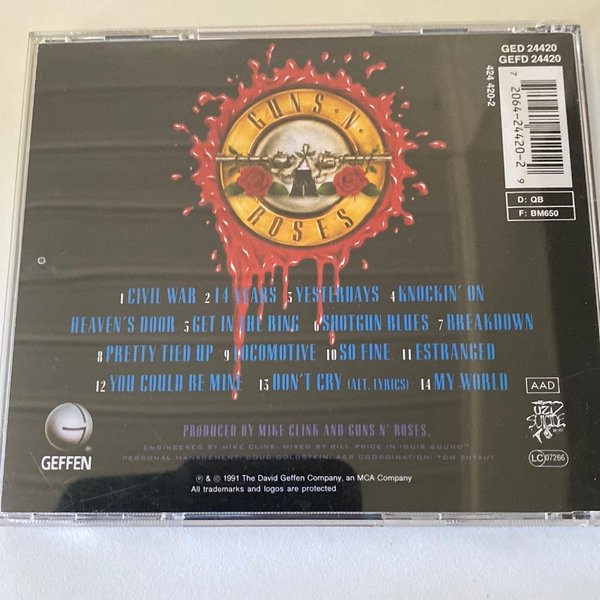 GED 24420
GEFD 24420
424 420-2
7 20642-44202 9
D: QB
F: BM650
GUNS N'
ROSES
1 CIVIL WAR 2 14 YEARS 3 YESTERDAYS 4 KNOCKIN' ON
HEAVEN'S DOOR 5 GET IN THE RING 6 SHOTGUN BLUES 7 BREAKDOWN
8 PRETTY TIED UP 9 LOCOMOTIVE 10 SO FINE 11 ESTRANGED
12 YOU COULD BE MINE 13 DON'T CRY (ALT. LYRICS) 14 MY WORLD
PRODUCED BY MIKE CLINK AND GUNS N' ROSES.
ENGINEERED BY MIKE CLINK, MIXED BY BILL PRICE IN IQUR SOUND™
PERSONAL MANAGEMENT: DOUG GOLDSTEIN, A&R COORDINATION: TOM ZUTAUT
GEFFEN
AAD
UZI
SUICIDE
LC 07266
℗ & © 1991 The David Geffen Company, an MCA Company
All trademarks and logos are protected